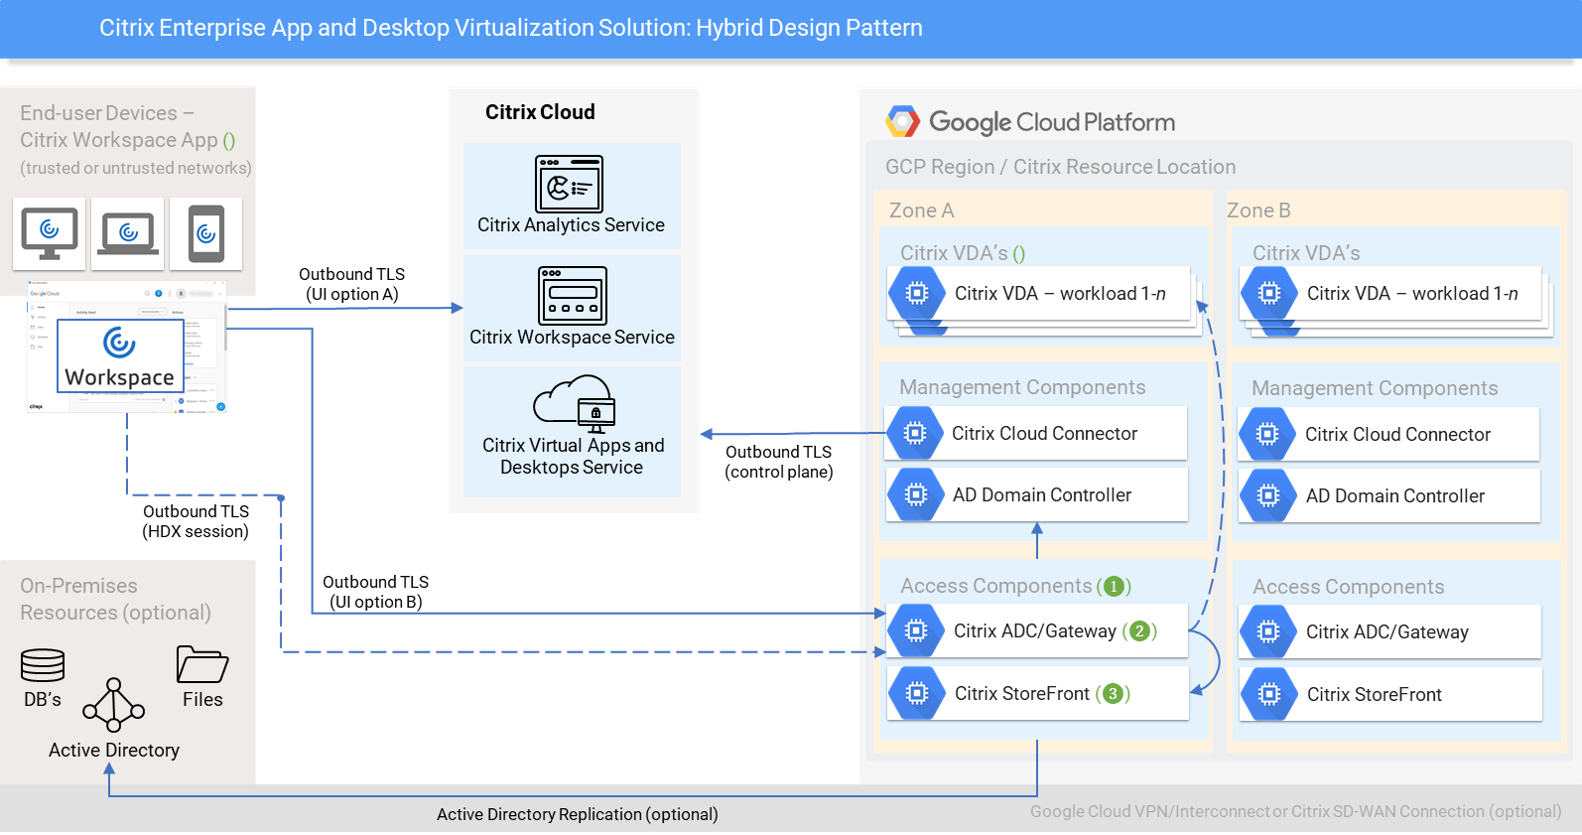 Citrix Enterprise App and Desktop Virtualization Solution: Hybrid Design Pattern
End-user Devices –
Citrix Workspace App ()
(trusted or untrusted networks)
Google Cloud
Workspace
citrix
Outbound TLS
(UI option A)
Outbound TLS
(HDX session)
Outbound TLS
(UI option B)
On-Premises
Resources (optional)
DB's
Files
Active Directory
Citrix Cloud
Citrix Analytics Service
Citrix Workspace Service
Citrix Virtual Apps and
Desktops Service
Outbound TLS
(control plane)
Google Cloud Platform
GCP Region / Citrix Resource Location
Zone A
Citrix VDA's ()
Citrix VDA – workload 1-n
Management Components
Citrix Cloud Connector
AD Domain Controller
Access Components (1)
Citrix ADC/Gateway (2)
Citrix StoreFront (3)
Zone B
Citrix VDA's
Citrix VDA – workload 1-n
Management Components
Citrix Cloud Connector
AD Domain Controller
Access Components
Citrix ADC/Gateway
Citrix StoreFront
Active Directory Replication (optional)
Google Cloud VPN/Interconnect or Citrix SD-WAN Connection (optional)